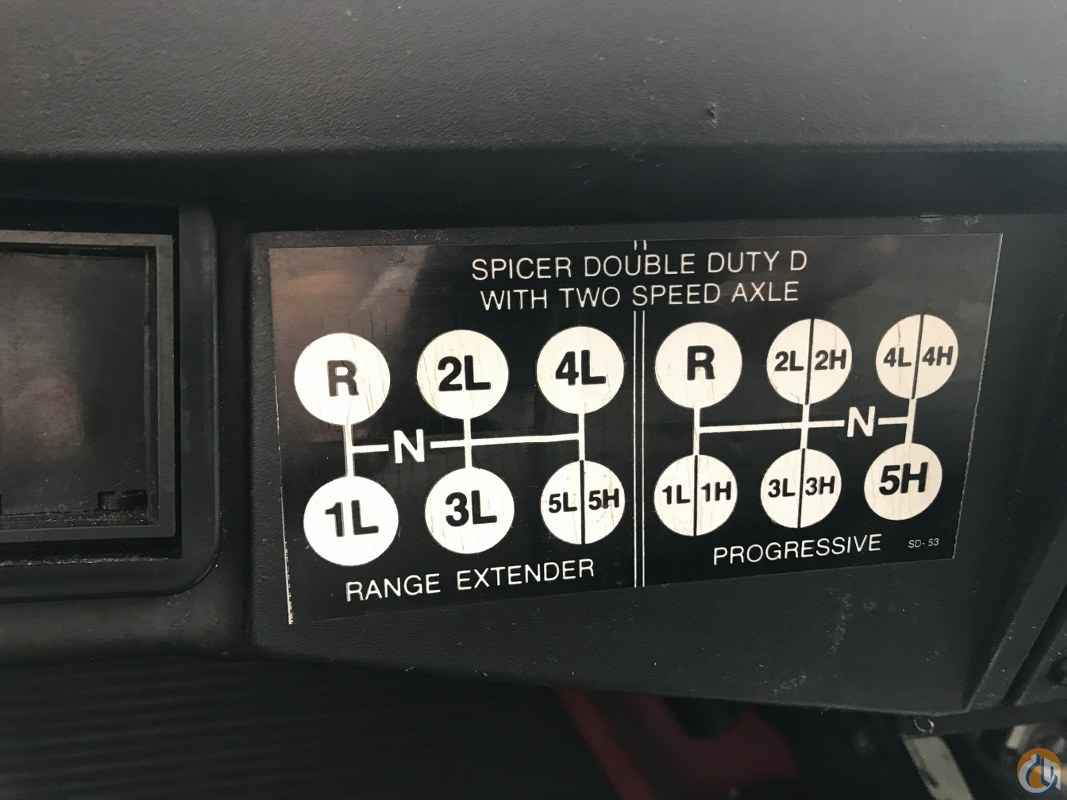 SPICER DOUBLE DUTY D
WITH TWO SPEED AXLE
R 2L 4L
N
1L 3L 5L 5H
RANGE EXTENDER
R 2L 2H 4L 4H
N
1L 1H 3L 3H 5H
PROGRESSIVE SD-53